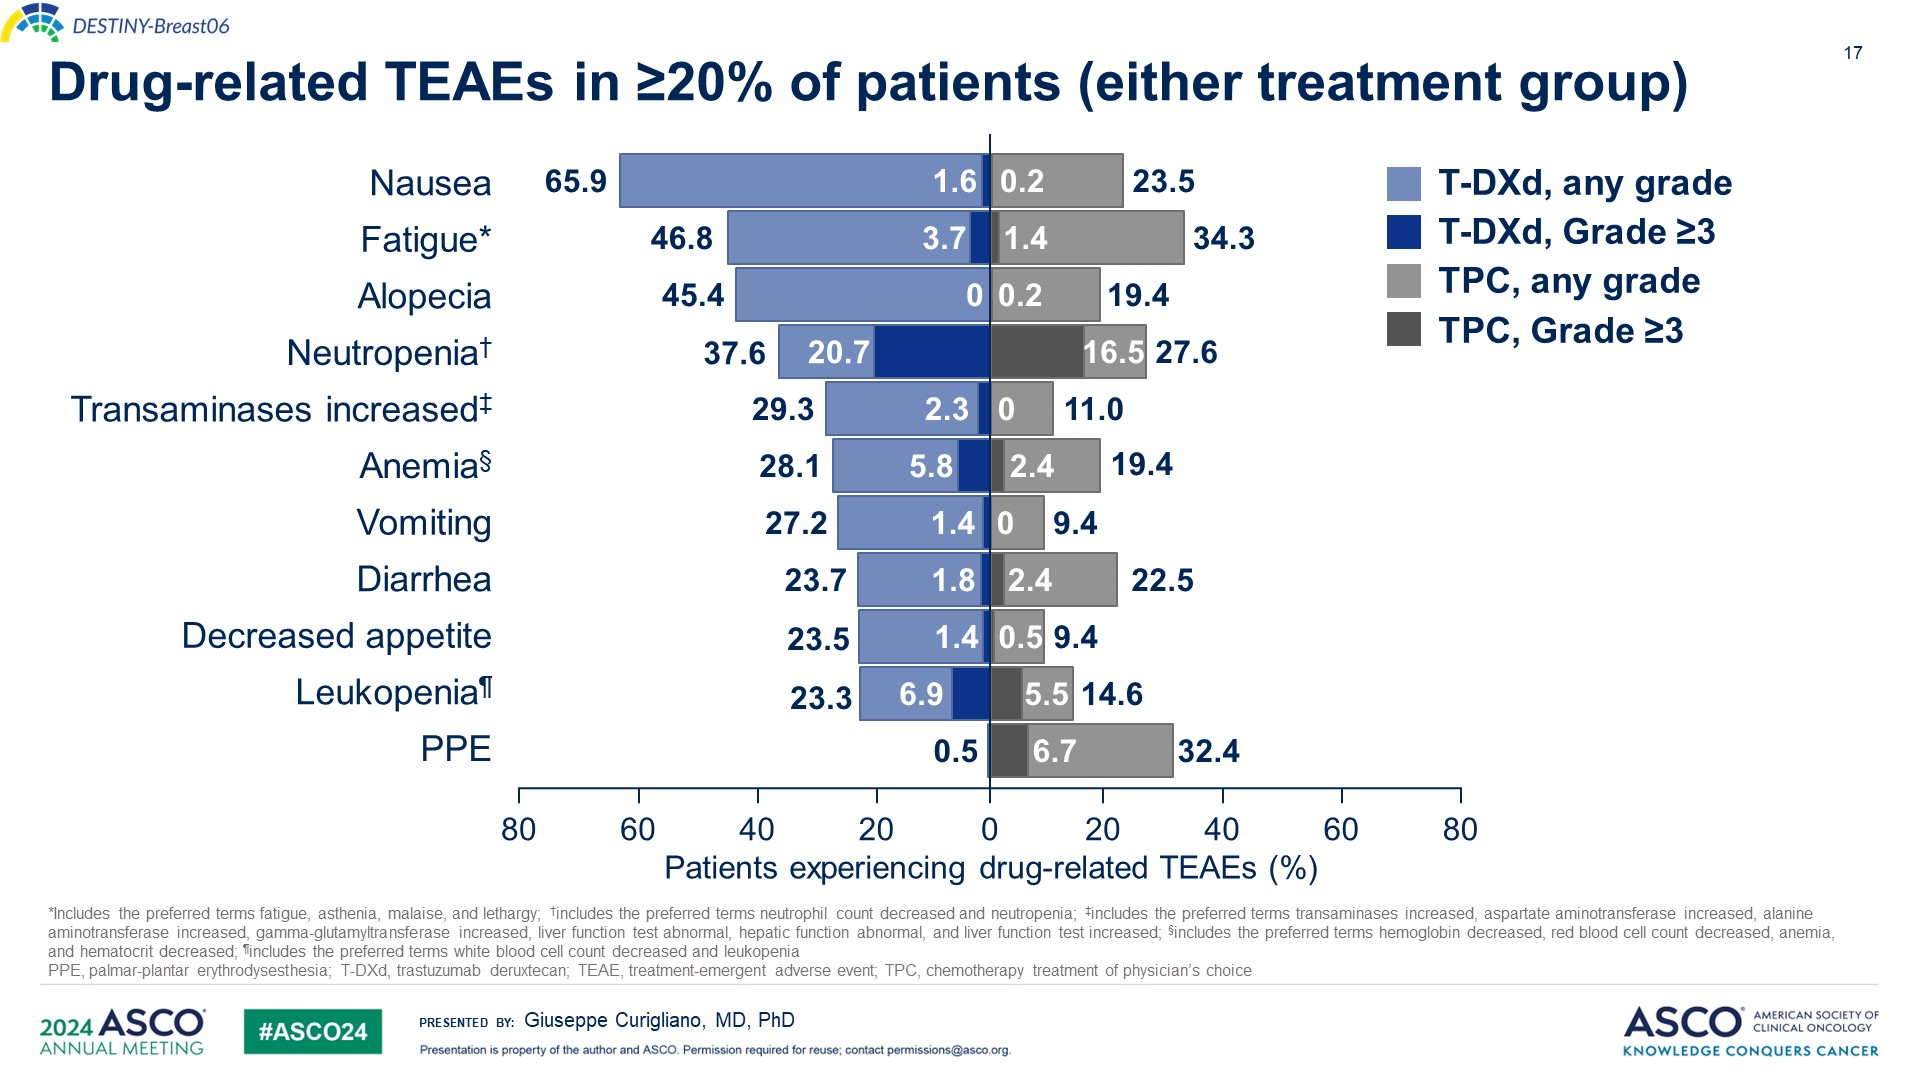 DESTINY-Breast06
17
Drug-related TEAEs in ≥20% of patients (either treatment group)
Nausea 65.9 1.6 0.2 23.5
Fatigue* 46.8 3.7 1.4 34.3
Alopecia 45.4 0 0.2 19.4
Neutropenia† 37.6 20.7 16.5 27.6
Transaminases increased‡ 29.3 2.3 0 11.0
Anemia§ 28.1 5.8 2.4 19.4
Vomiting 27.2 1.4 0 9.4
Diarrhea 23.7 1.8 2.4 22.5
Decreased appetite 23.5 1.4 0.5 9.4
Leukopenia¶ 23.3 6.9 5.5 14.6
PPE 0.5 6.7 32.4
T-DXd, any grade
T-DXd, Grade ≥3
TPC, any grade
TPC, Grade ≥3
80 60 40 20 0 20 40 60 80
Patients experiencing drug-related TEAEs (%)
*Includes the preferred terms fatigue, asthenia, malaise, and lethargy; †includes the preferred terms neutrophil count decreased and neutropenia; ‡includes the preferred terms transaminases increased, aspartate aminotransferase increased, alanine
aminotransferase increased, gamma-glutamyltransferase increased, liver function test abnormal, hepatic function abnormal, and liver function test increased; §includes the preferred terms hemoglobin decreased, red blood cell count decreased, anemia,
and hematocrit decreased; ¶includes the preferred terms white blood cell count decreased and leukopenia
PPE, palmar-plantar erythrodysesthesia; T-DXd, trastuzumab deruxtecan; TEAE, treatment-emergent adverse event; TPC, chemotherapy treatment of physician's choice
2024 ASCO
ANNUAL MEETING
#ASCO24
PRESENTED BY: Giuseppe Curigliano, MD, PhD
Presentation is property of the author and ASCO. Permission required for reuse; contact permissions@asco.org.
ASCO AMERICAN SOCIETY OF
CLINICAL ONCOLOGY
KNOWLEDGE CONQUERS CANCER